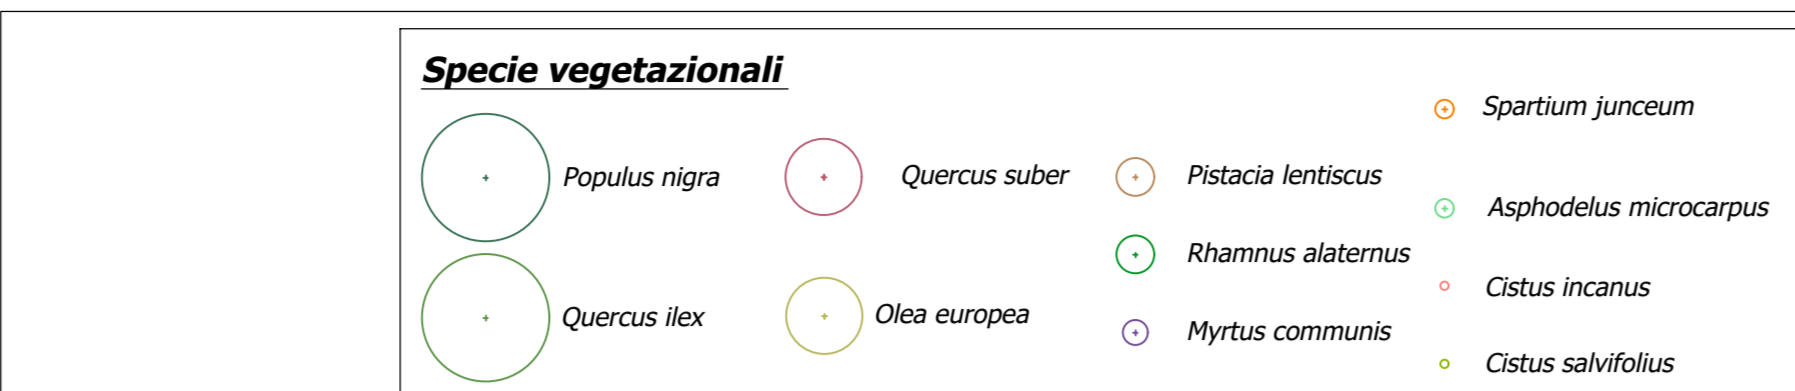 Specie vegetazionali
Populus nigra
Quercus ilex
Quercus suber
Olea europea
Pistacia lentiscus
Rhamnus alaternus
Myrtus communis
Spartium junceum
Asphodelus microcarpus
Cistus incanus
Cistus salvifolius